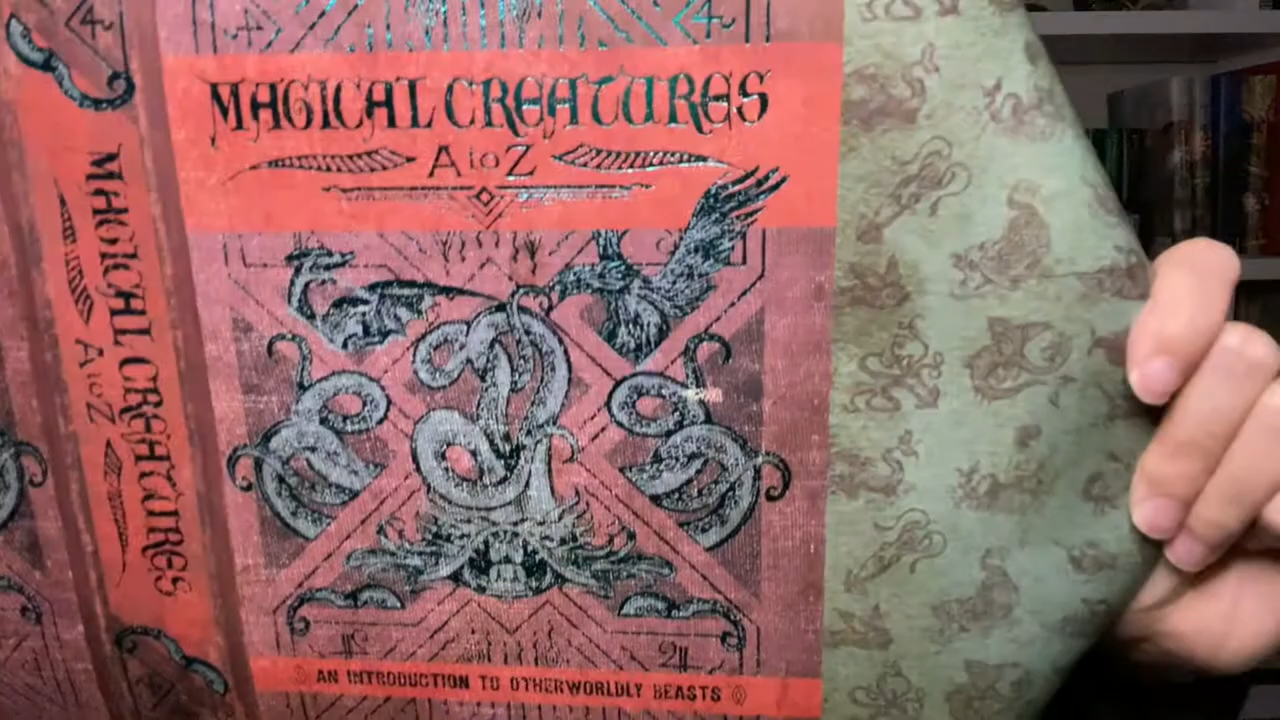 MAGICAL CREATURES
A to Z
AN INTRODUCTION TO OTHERWORLDLY BEASTS
MAGICAL CREATURES
A to Z